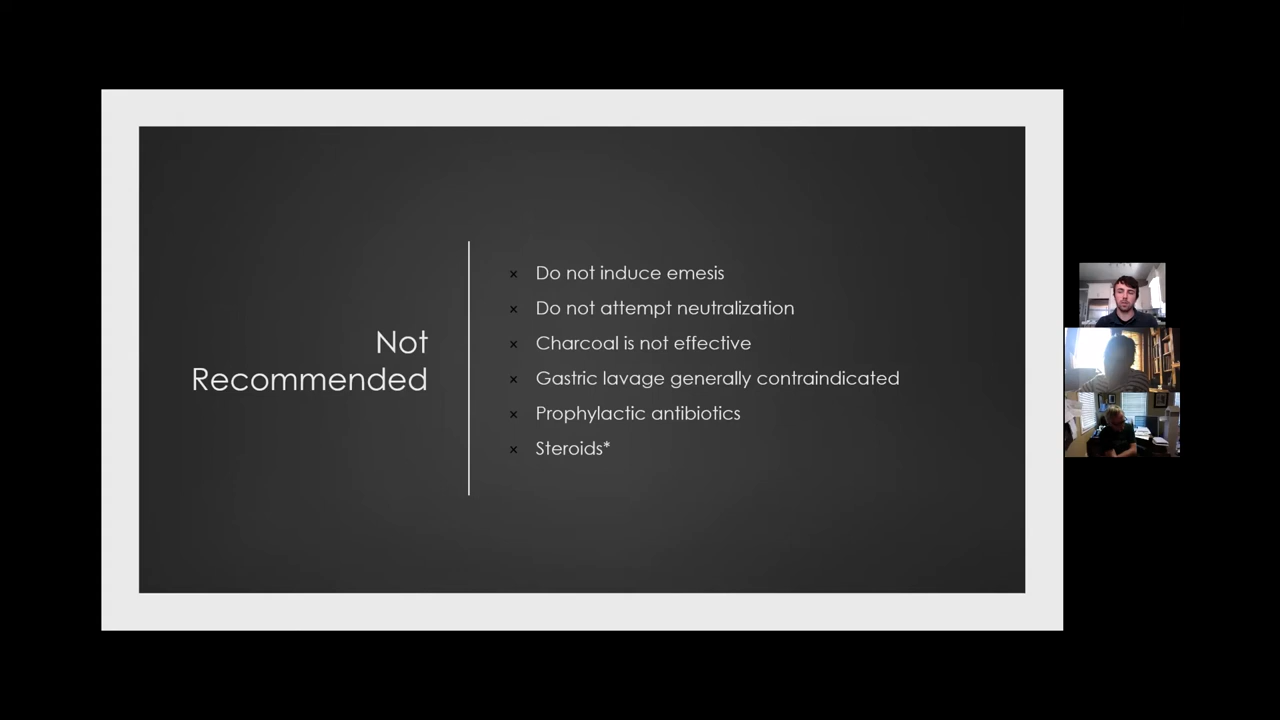 Not
Recommended
Do not induce emesis
Do not attempt neutralization
Charcoal is not effective
Gastric lavage generally contraindicated
Prophylactic antibiotics
Steroids*